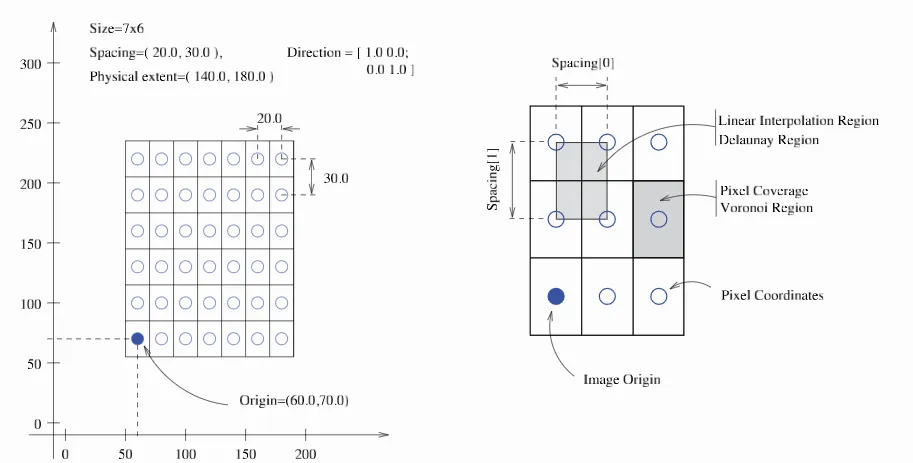 Size=7x6
Spacing=( 20.0, 30.0 ),
Direction = [ 1.0 0.0;
0.0 1.0 ]
Physical extent=( 140.0, 180.0 )
300
250
200
150
100
50
0
20.0
30.0
Origin=(60.0,70.0)
0
50
100
150
200
Spacing[0]
Spacing[1]
Linear Interpolation Region
Delaunay Region
Pixel Coverage
Voronoi Region
Pixel Coordinates
Image Origin